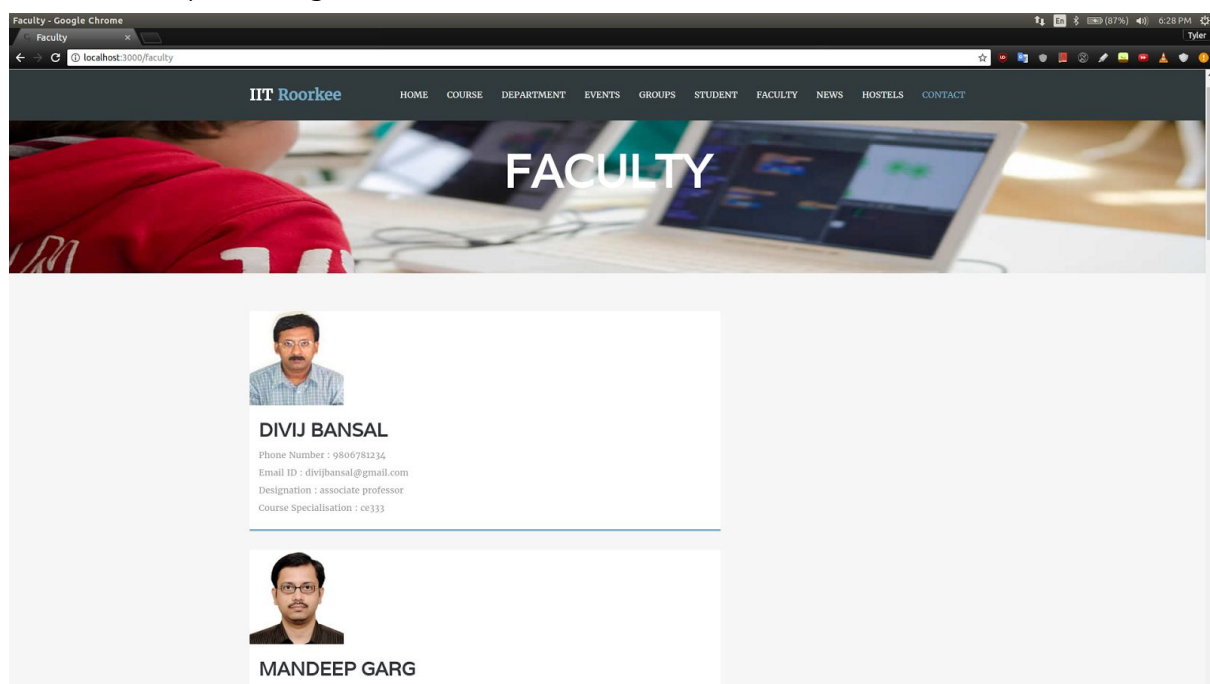 Faculty - Google Chrome
En (87%) 6:28 PM
Faculty ×
Tyler
localhost:3000/faculty
IIT Roorkee HOME COURSE DEPARTMENT EVENTS GROUPS STUDENT FACULTY NEWS HOSTELS CONTACT
FACULTY
DIVIJ BANSAL
Phone Number : 9806781234
Email ID : divijbansal@gmail.com
Designation : associate professor
Course Specialisation : ce333
MANDEEP GARG